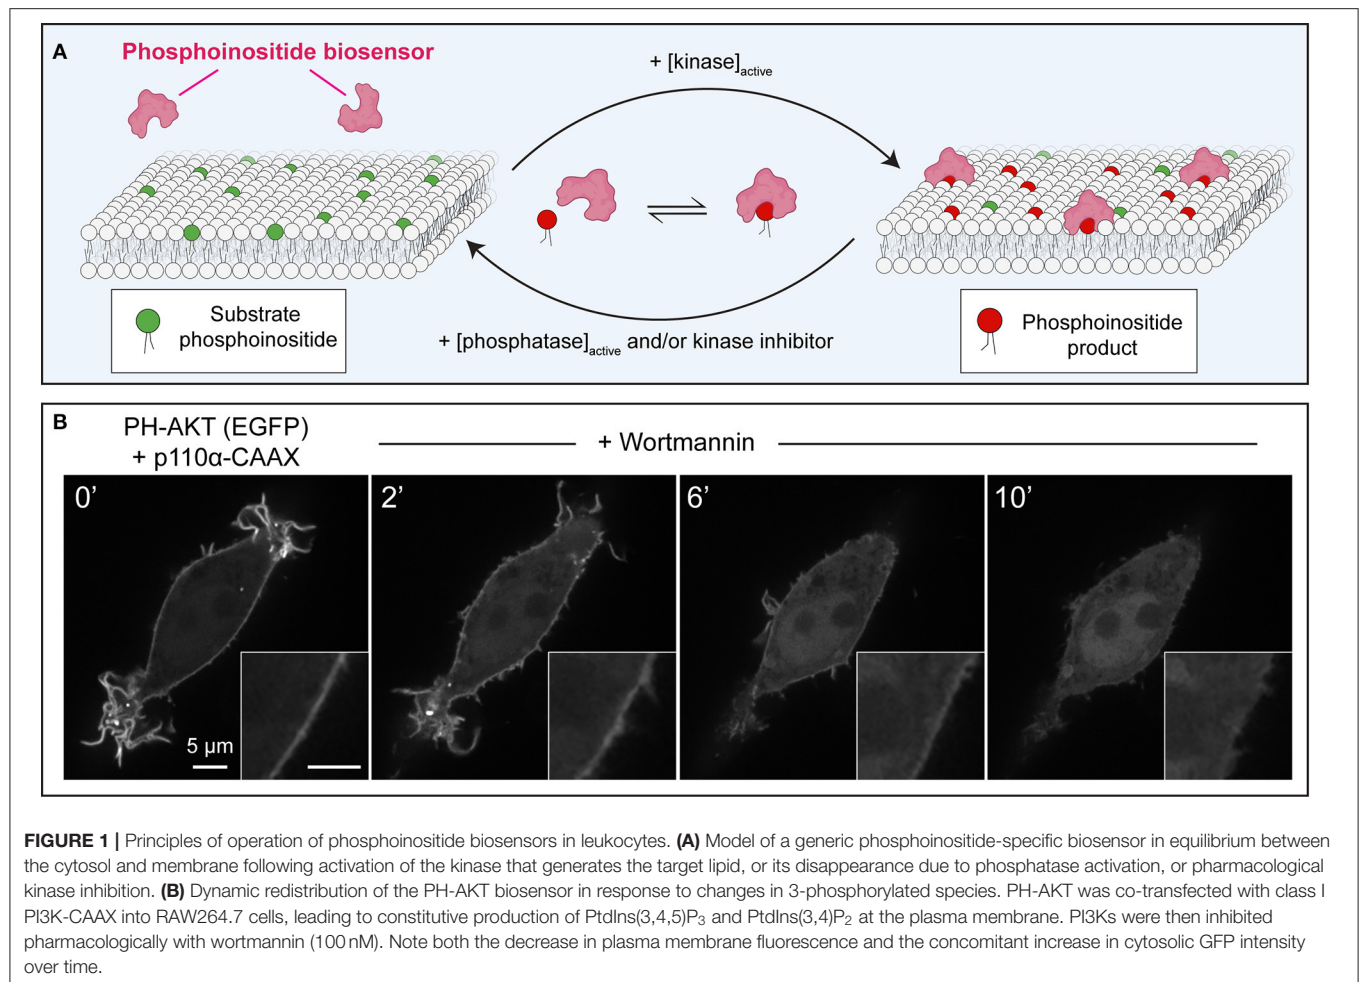 A
Phosphoinositide biosensor
+ [kinase]active
+ [phosphatase]active and/or kinase inhibitor
Substrate
phosphoinositide
Phosphoinositide
product
B
PH-AKT (EGFP)
+ p110α-CAAX
+ Wortmannin
0’
2’
6’
10’
5 µm
FIGURE 1 | Principles of operation of phosphoinositide biosensors in leukocytes. (A) Model of a generic phosphoinositide-specific biosensor in equilibrium between
the cytosol and membrane following activation of the kinase that generates the target lipid, or its disappearance due to phosphatase activation, or pharmacological
kinase inhibition. (B) Dynamic redistribution of the PH-AKT biosensor in response to changes in 3-phosphorylated species. PH-AKT was co-transfected with class I
PI3K-CAAX into RAW264.7 cells, leading to constitutive production of PtdIns(3,4,5)P3 and PtdIns(3,4)P2 at the plasma membrane. PI3Ks were then inhibited
pharmacologically with wortmannin (100 nM). Note both the decrease in plasma membrane fluorescence and the concomitant increase in cytosolic GFP intensity
over time.